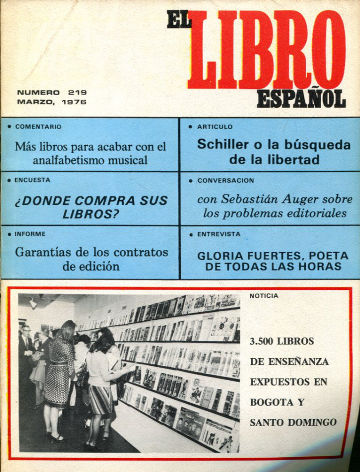 EL
LIBRO
ESPAÑOL
NUMERO 219
MARZO, 1976
• COMENTARIO
Más libros para acabar con el
analfabetismo musical
• ARTICULO
Schiller o la búsqueda
de la libertad
• ENCUESTA
¿DONDE COMPRA SUS
LIBROS?
• CONVERSACION
con Sebastián Auger sobre
los problemas editoriales
• INFORME
Garantías de los contratos
de edición
• ENTREVISTA
GLORIA FUERTES, POETA
DE TODAS LAS HORAS
NOTICIA
3.500 LIBROS
DE ENSEÑANZA
EXPUESTOS EN
BOGOTA Y
SANTO DOMINGO